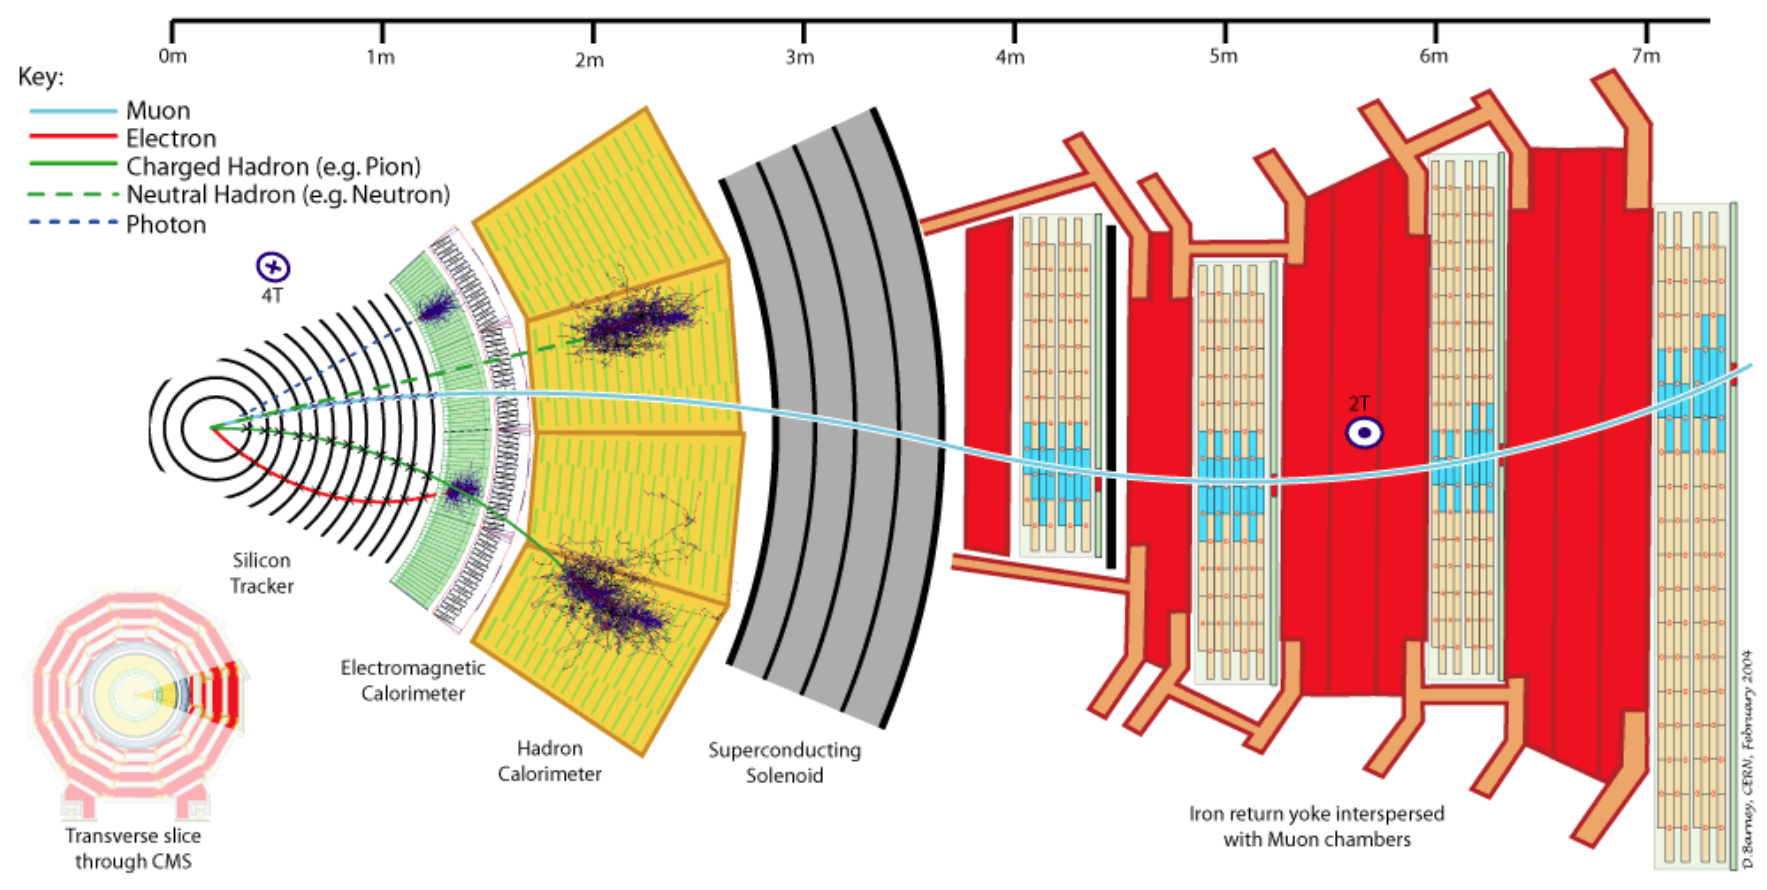 0m 1m 2m 3m 4m 5m 6m 7m
Key:
Muon
Electron
Charged Hadron (e.g. Pion)
Neutral Hadron (e.g. Neutron)
Photon
4T
2T
Silicon
Tracker
Electromagnetic
Calorimeter
Hadron
Calorimeter
Superconducting
Solenoid
Iron return yoke interspersed
with Muon chambers
Transverse slice
through CMS
D.Barney, CERN, February 2004